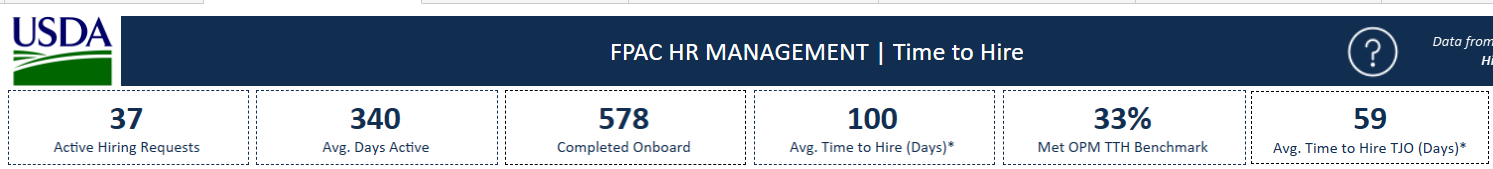 USDA
FPAC HR MANAGEMENT | Time to Hire
?
Data from
37
Active Hiring Requests
340
Avg. Days Active
578
Completed Onboard
100
Avg. Time to Hire (Days)*
33%
Met OPM TTH Benchmark
59
Avg. Time to Hire TJO (Days)*